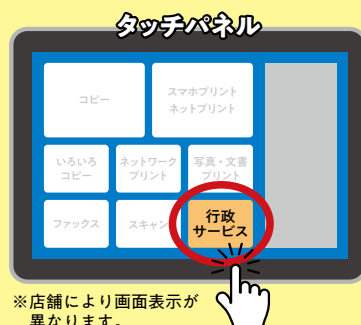 タッチパネル
コピー
スマホプリント
ネットプリント
いろいろ
コピー
ネットワーク
プリント
写真・文書
プリント
ファックス
スキャン
行政
サービス
※店舗により画面表示が
異なります。